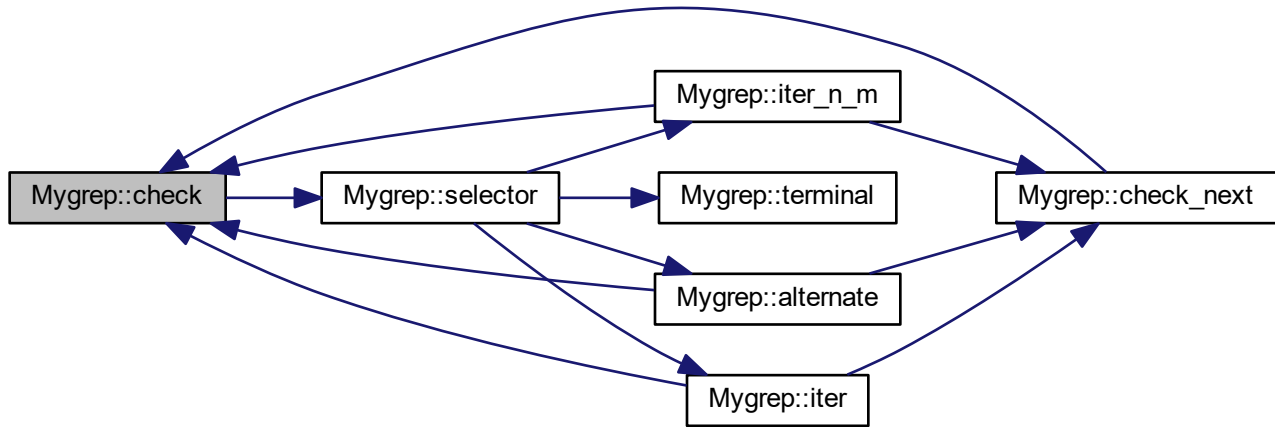 Mygrep::iter_n_m
Mygrep::check
Mygrep::selector
Mygrep::terminal
Mygrep::check_next
Mygrep::alternate
Mygrep::iter